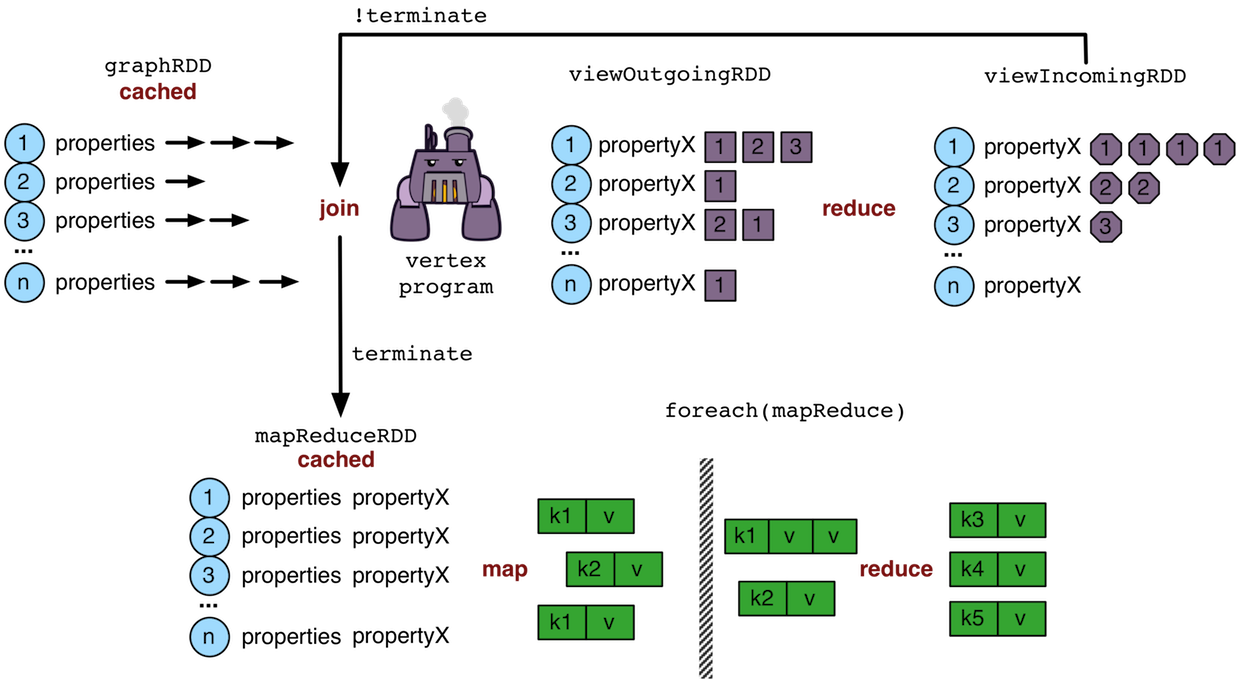 !terminate
graphRDD
cached
1 properties
2 properties
3 properties
...
n properties
join
vertex
program
viewOutgoingRDD
1 propertyX 1 2 3
2 propertyX 1
3 propertyX 2 1
...
n propertyX 1
reduce
viewIncomingRDD
1 propertyX 1 1 1 1
2 propertyX 2 2
3 propertyX 3
...
n propertyX
terminate
mapReduceRDD
cached
1 properties propertyX
2 properties propertyX
3 properties propertyX
...
n properties propertyX
map
foreach(mapReduce)
k1 v
k2 v
k1 v
k1 v v
k2 v
reduce
k3 v
k4 v
k5 v